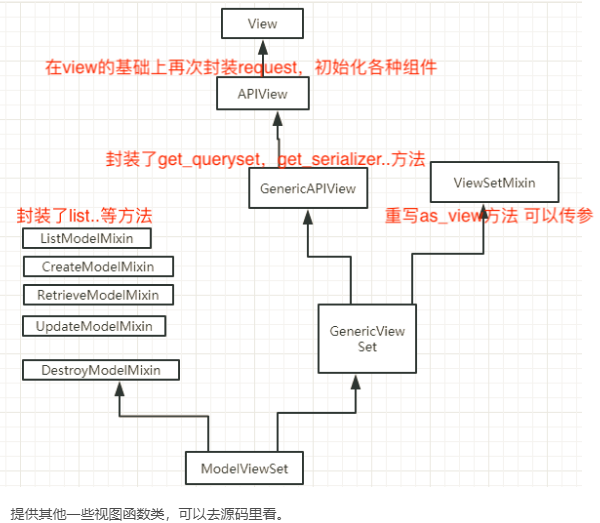 View
在view的基础上再次封装request，初始化各种组件
APIView
封装了get_queryset，get_serializer..方法
GenericAPIView
ViewSetMixin
封装了list..等方法
重写as_view方法 可以传参
ListModelMixin
CreateModelMixin
RetrieveModelMixin
UpdateModelMixin
GenericView
Set
DestroyModelMixin
ModelViewSet
提供其他一些视图函数类，可以去源码里看。